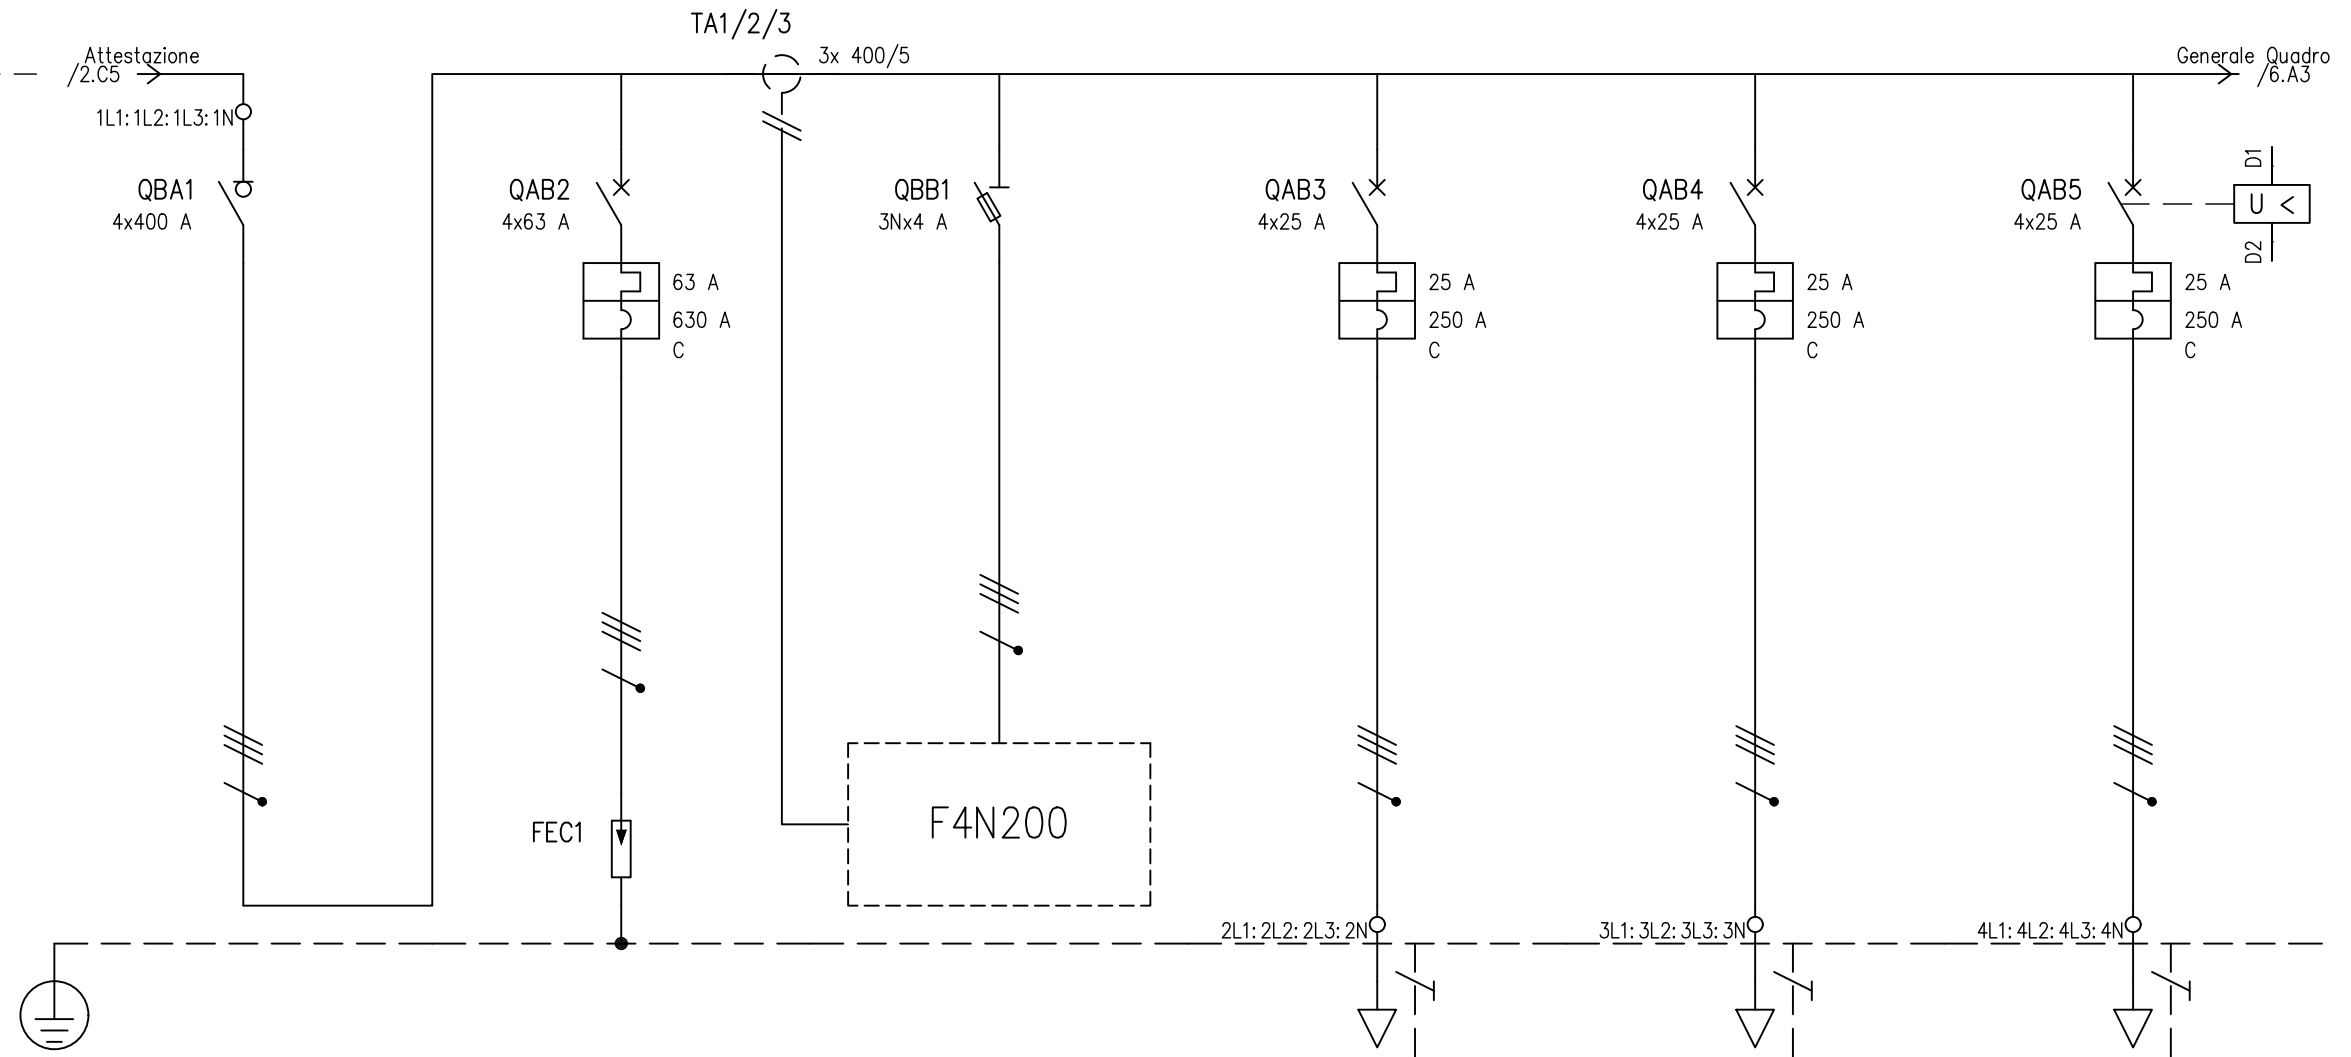 TA1/2/3
Attestazione
/2.C5
3x 400/5
Generale Quadro
/6.A3
1L1:1L2:1L3:1N
QBA1
4x400 A
QAB2
4x63 A
63 A
630 A
C
QBB1
3Nx4 A
QAB3
4x25 A
25 A
250 A
C
QAB4
4x25 A
25 A
250 A
C
QAB5
4x25 A
25 A
250 A
C
D1
U <
D2
FEC1
F4N200
2L1:2L2:2L3:2N
3L1:3L2:3L3:3N
4L1:4L2:4L3:4N